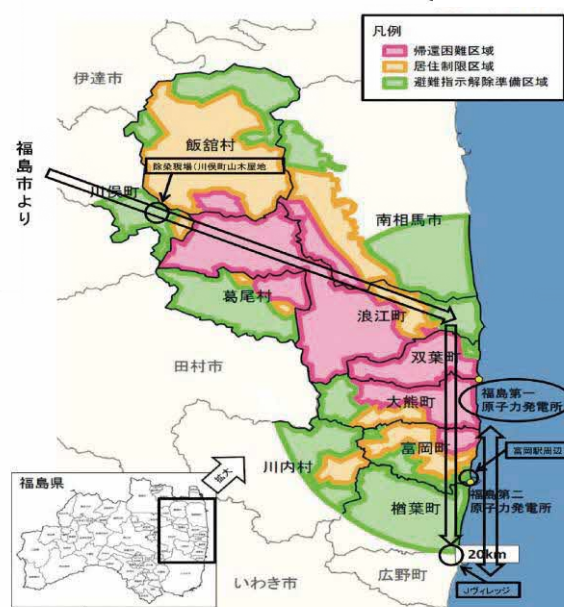 凡例
帰還困難区域
居住制限区域
避難指示解除準備区域
伊達市
飯舘村
福島市より
除染現場(川俣町山木屋地
川俣町
南相馬市
葛尾村
浪江町
田村市
双葉町
大熊町
福島第一
原子力発電所
富岡町
富岡駅周辺
川内村
拡大
福島県
福島第二
原子力発電所
楢葉町
20km
広野町
いわき市
Jヴィレッジ